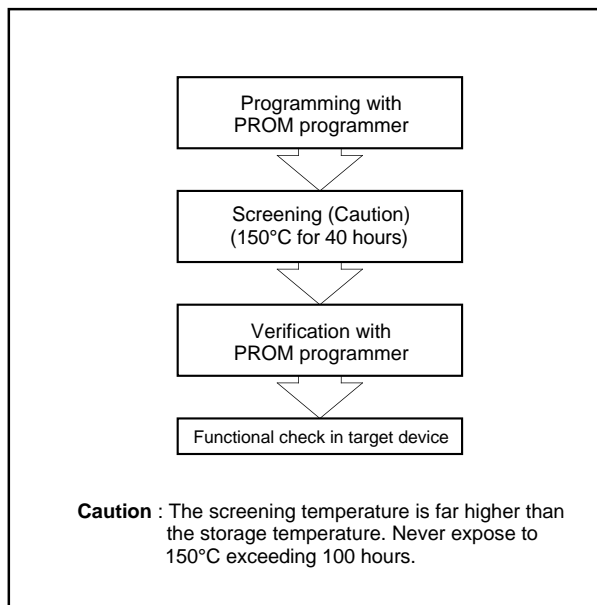 Programming with
PROM programmer
Screening (Caution)
(150°C for 40 hours)
Verification with
PROM programmer
Functional check in target device
Caution : The screening temperature is far higher than
the storage temperature. Never expose to
150°C exceeding 100 hours.